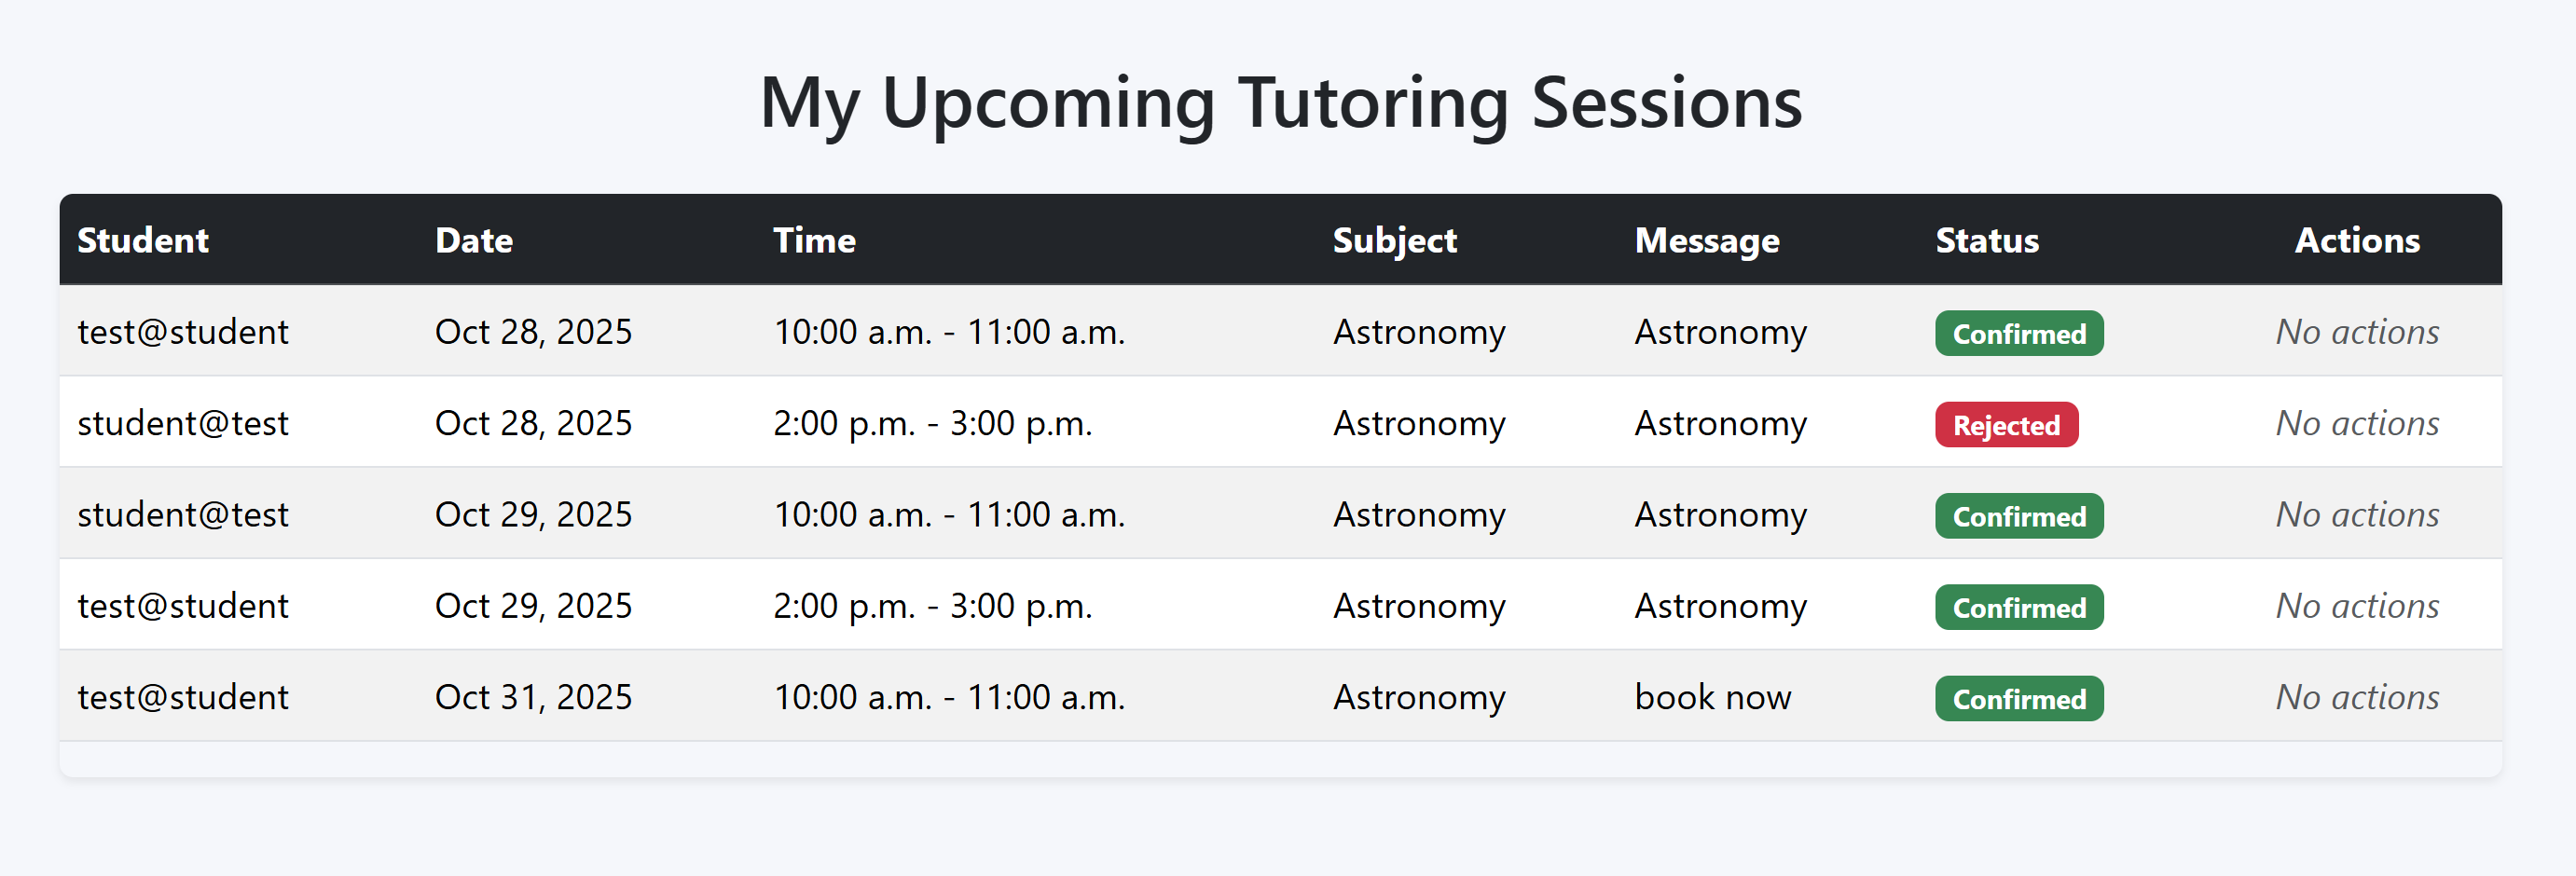 My Upcoming Tutoring Sessions
Student Date Time Subject Message Status Actions
test@student Oct 28, 2025 10:00 a.m. - 11:00 a.m. Astronomy Astronomy Confirmed No actions
student@test Oct 28, 2025 2:00 p.m. - 3:00 p.m. Astronomy Astronomy Rejected No actions
student@test Oct 29, 2025 10:00 a.m. - 11:00 a.m. Astronomy Astronomy Confirmed No actions
test@student Oct 29, 2025 2:00 p.m. - 3:00 p.m. Astronomy Astronomy Confirmed No actions
test@student Oct 31, 2025 10:00 a.m. - 11:00 a.m. Astronomy book now Confirmed No actions